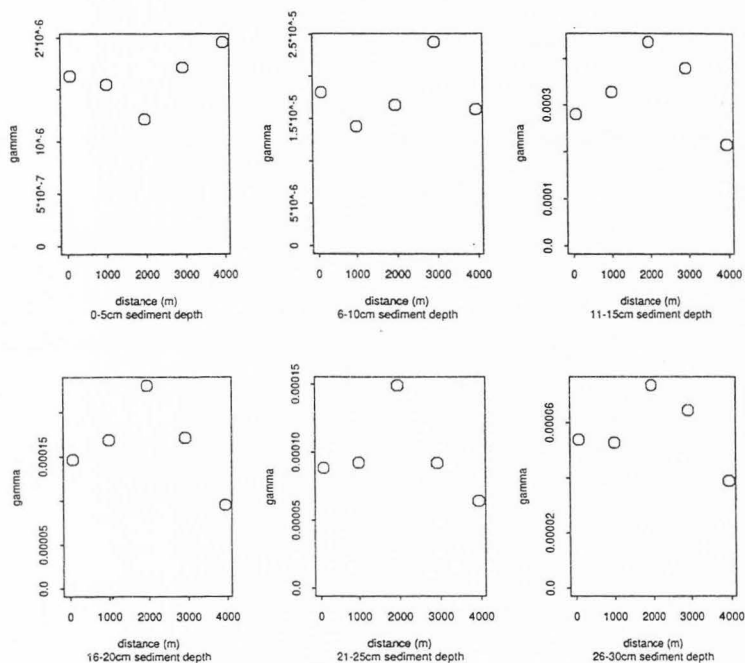 2*10^-6
10^-6
5*10^-7
0
gamma
0 1000 2000 3000 4000
distance (m)
0-5cm sediment depth
2.5*10^-5
1.5*10^-5
5*10^-6
0
gamma
0 1000 2000 3000 4000
distance (m)
6-10cm sediment depth
0.0003
0.0001
0.0
gamma
0 1000 2000 3000 4000
distance (m)
11-15cm sediment depth
0.00015
0.00005
0.0
gamma
0 1000 2000 3000 4000
distance (m)
16-20cm sediment depth
0.00015
0.00010
0.00005
0.0
gamma
0 1000 2000 3000 4000
distance (m)
21-25cm sediment depth
0.00006
0.00002
0.0
gamma
0 1000 2000 3000 4000
distance (m)
26-30cm sediment depth